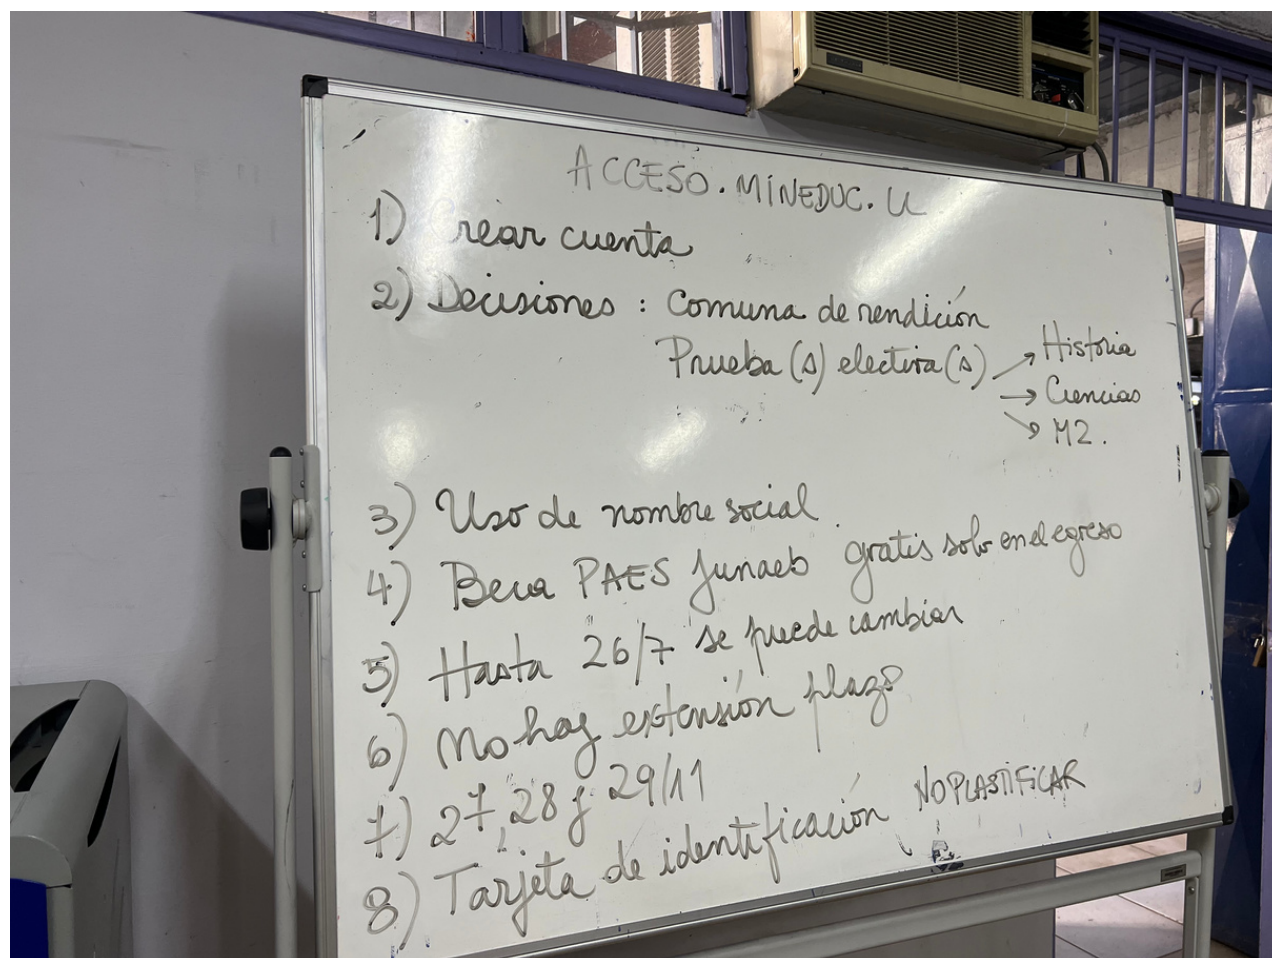 ACCESO.MINEDUC.CL
1) Crear cuenta
2) Decisiones : Comuna de rendición
Prueba (s) electiva (s) → Historia
→ Ciencias
→ M2.
3) Uso de nombre social.
4) Beca PAES Junaeb gratis solo en el egreso
5) Hasta 26/7 se puede cambiar
6) No hay extensión plazo
7) 27, 28 y 29/11
8) Tarjeta de identificación NO PLASTIFICAR